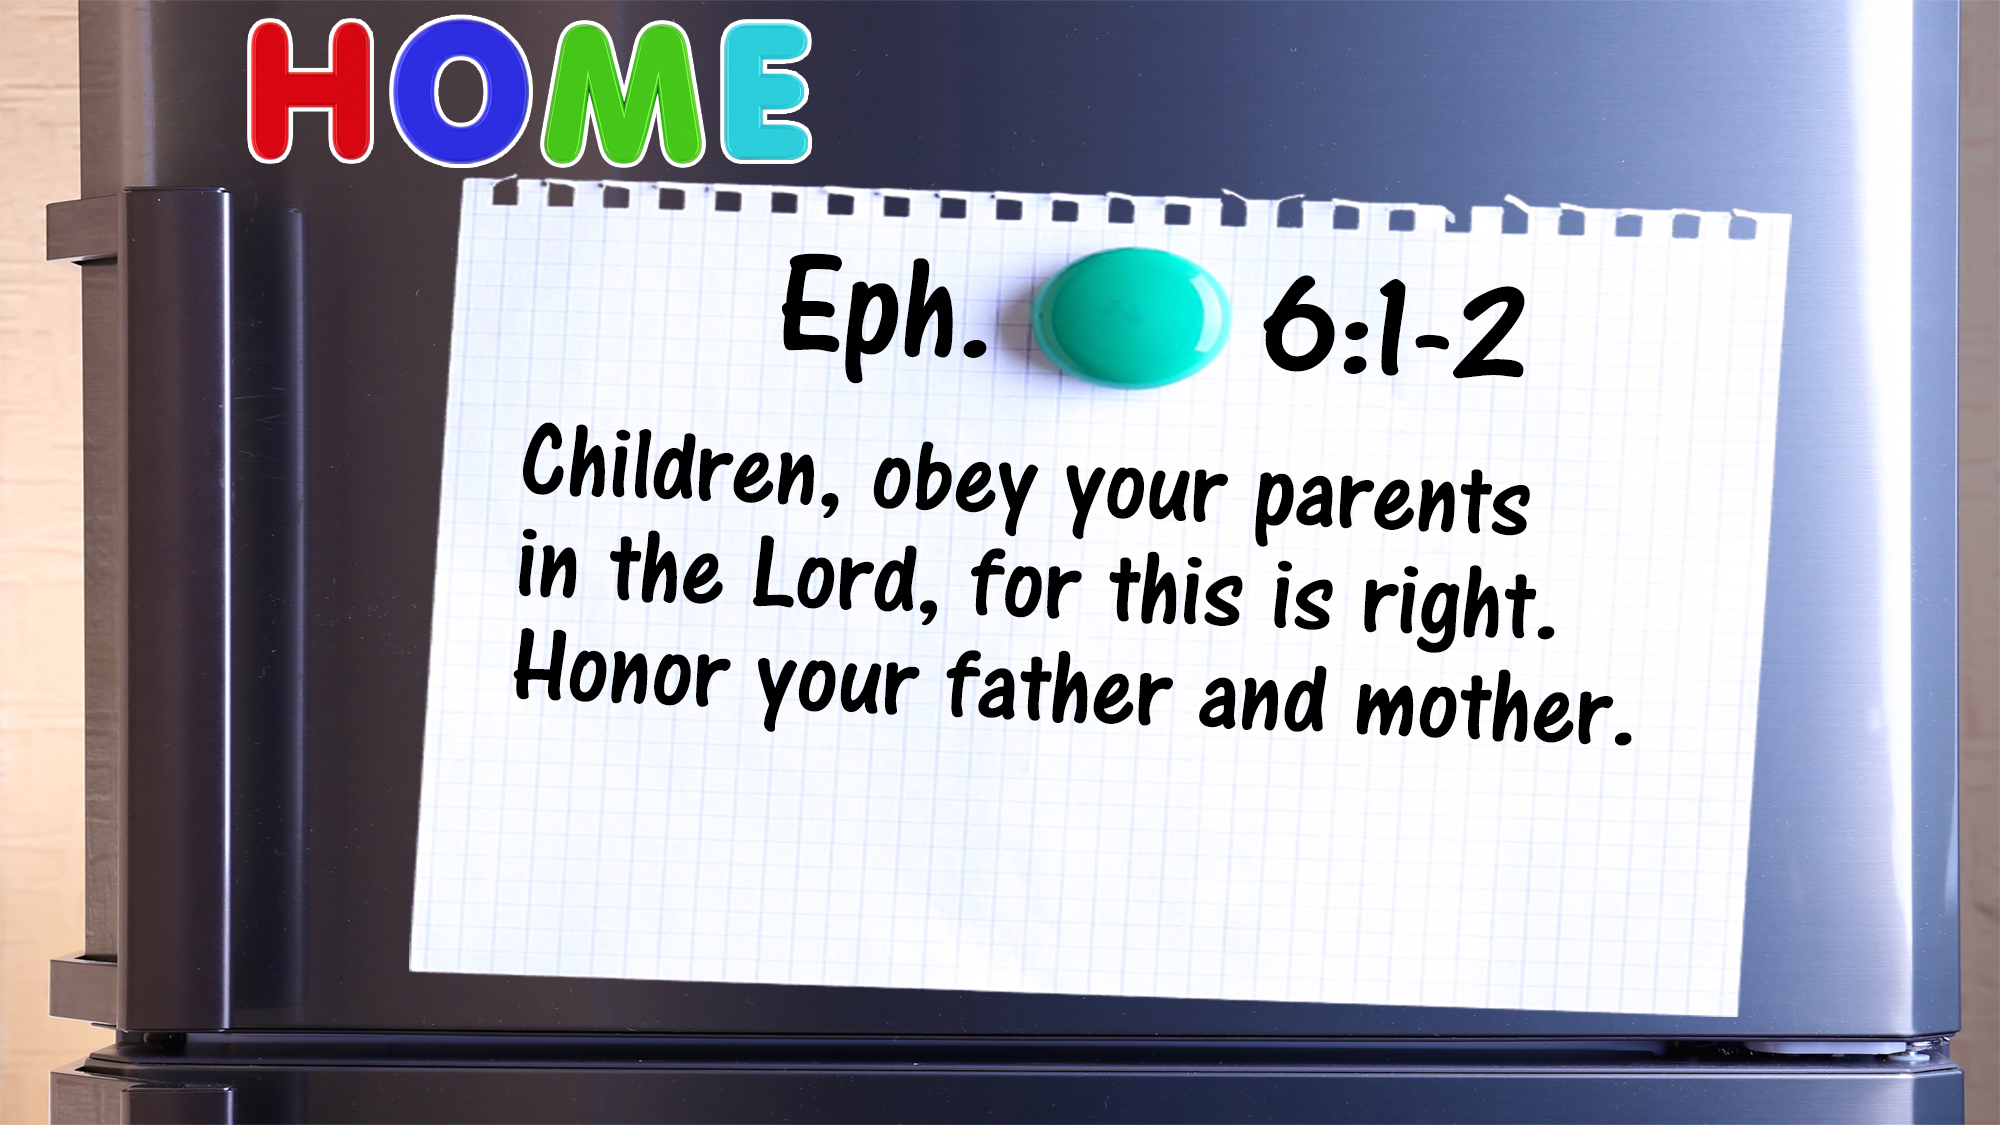 HOME
Eph. 6:1-2
Children, obey your parents
in the Lord, for this is right.
Honor your father and mother.